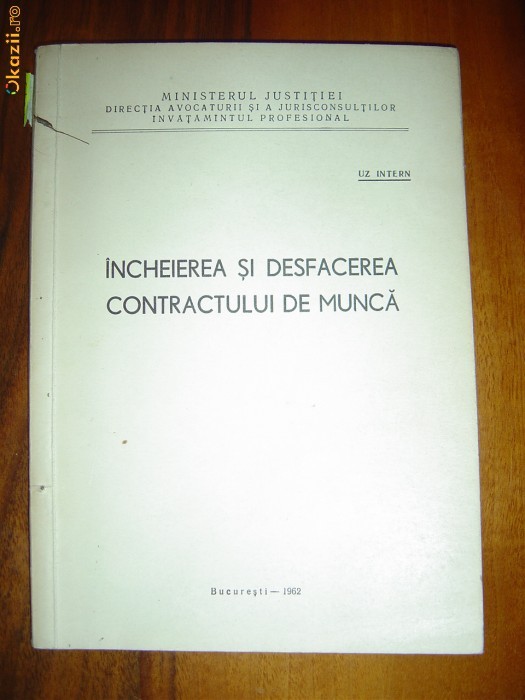 Okazii.ro
MINISTERUL JUSTIȚIEI
DIRECȚIA AVOCATURII ȘI A JURISCONSULȚILOR
INVĂȚAMINTUL PROFESIONAL
UZ INTERN
ÎNCHEIEREA ȘI DESFACEREA
CONTRACTULUI DE MUNCĂ
București — 1962